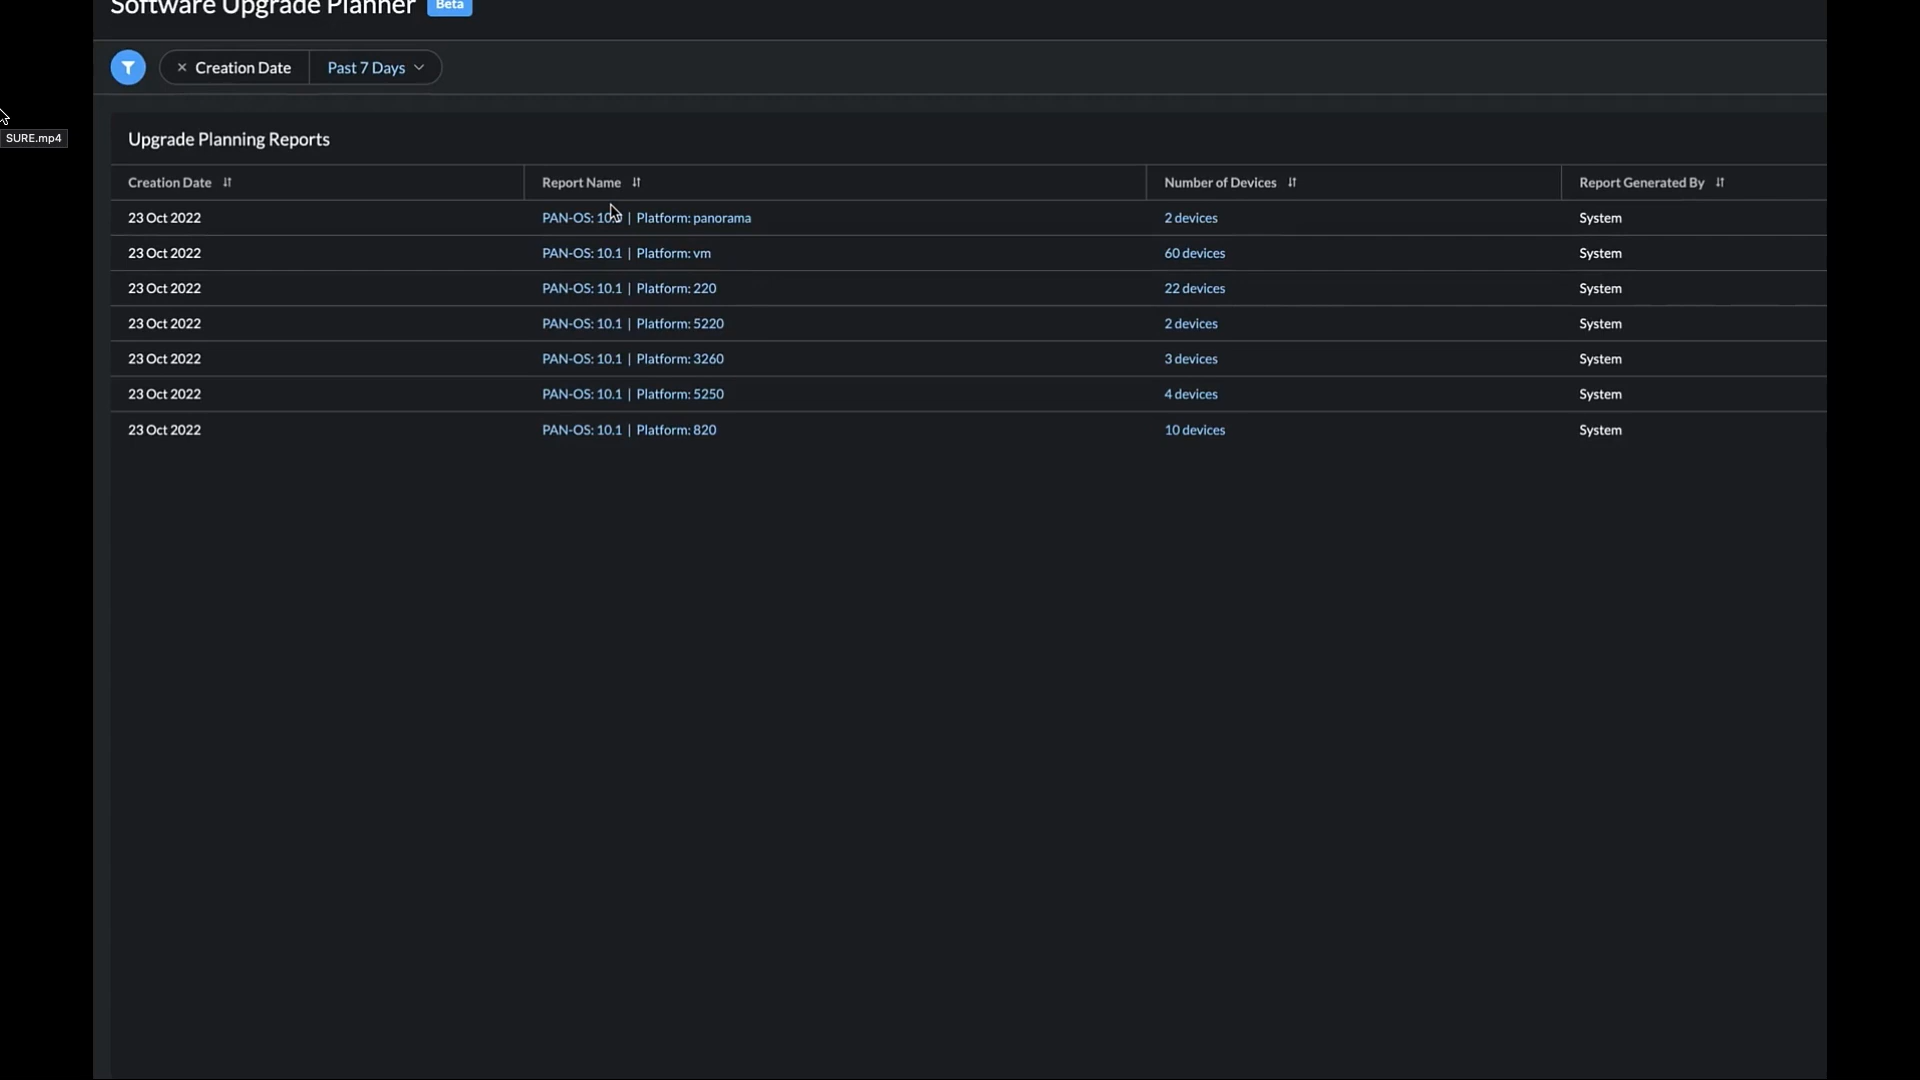 Software Upgrade Planner Beta
× Creation Date Past 7 Days
SURE.mp4
Upgrade Planning Reports
Creation Date Report Name Number of Devices Report Generated By
23 Oct 2022 PAN-OS: | Platform: panorama 2 devices System
23 Oct 2022 PAN-OS: 10.1 | Platform: vm 60 devices System
23 Oct 2022 PAN-OS: 10.1 | Platform: 220 22 devices System
23 Oct 2022 PAN-OS: 10.1 | Platform: 5220 2 devices System
23 Oct 2022 PAN-OS: 10.1 | Platform: 3260 3 devices System
23 Oct 2022 PAN-OS: 10.1 | Platform: 5250 4 devices System
23 Oct 2022 PAN-OS: 10.1 | Platform: 820 10 devices System